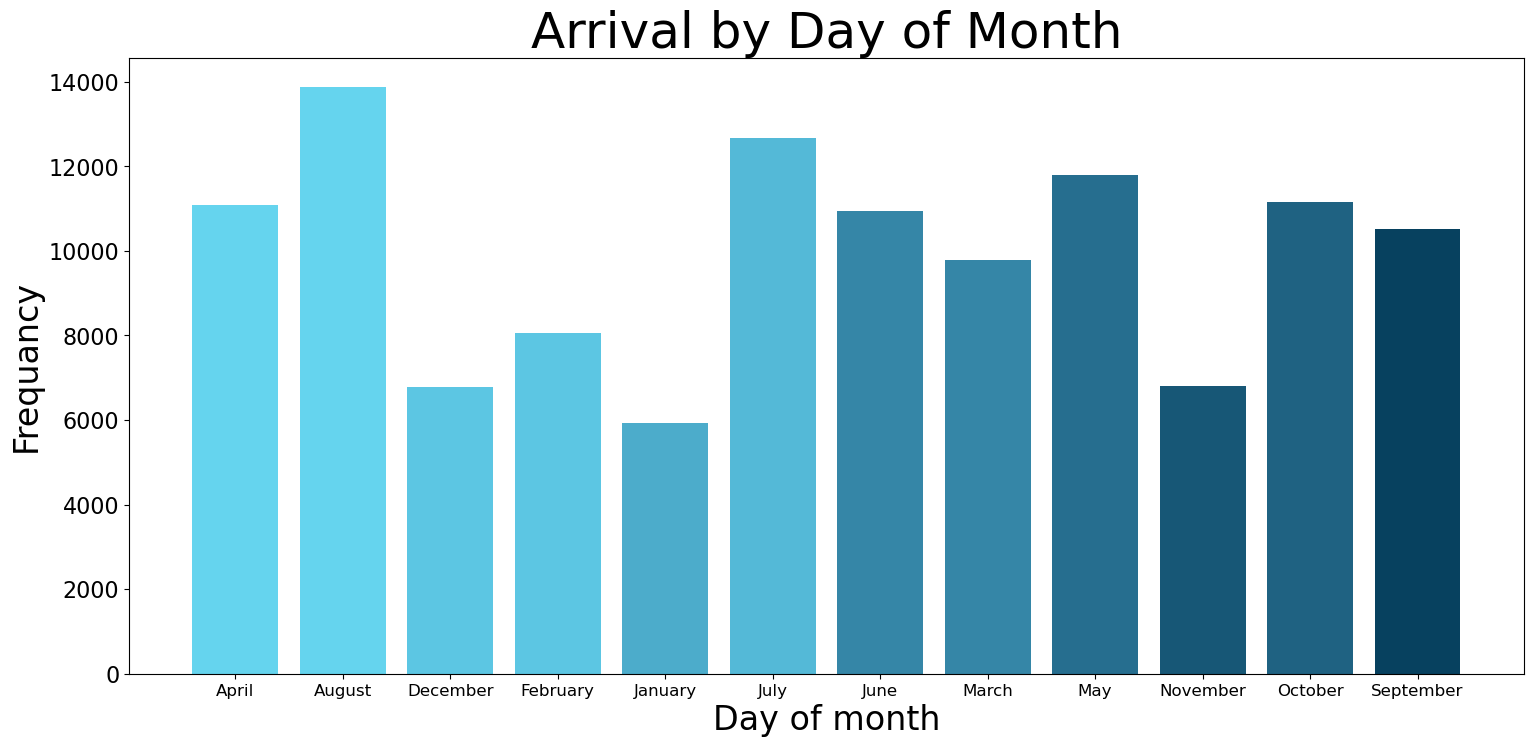 Arrival by Day of Month
14000
12000
10000
8000
6000
4000
2000
0
Frequancy
April August December February January July June March May November October September
Day of month